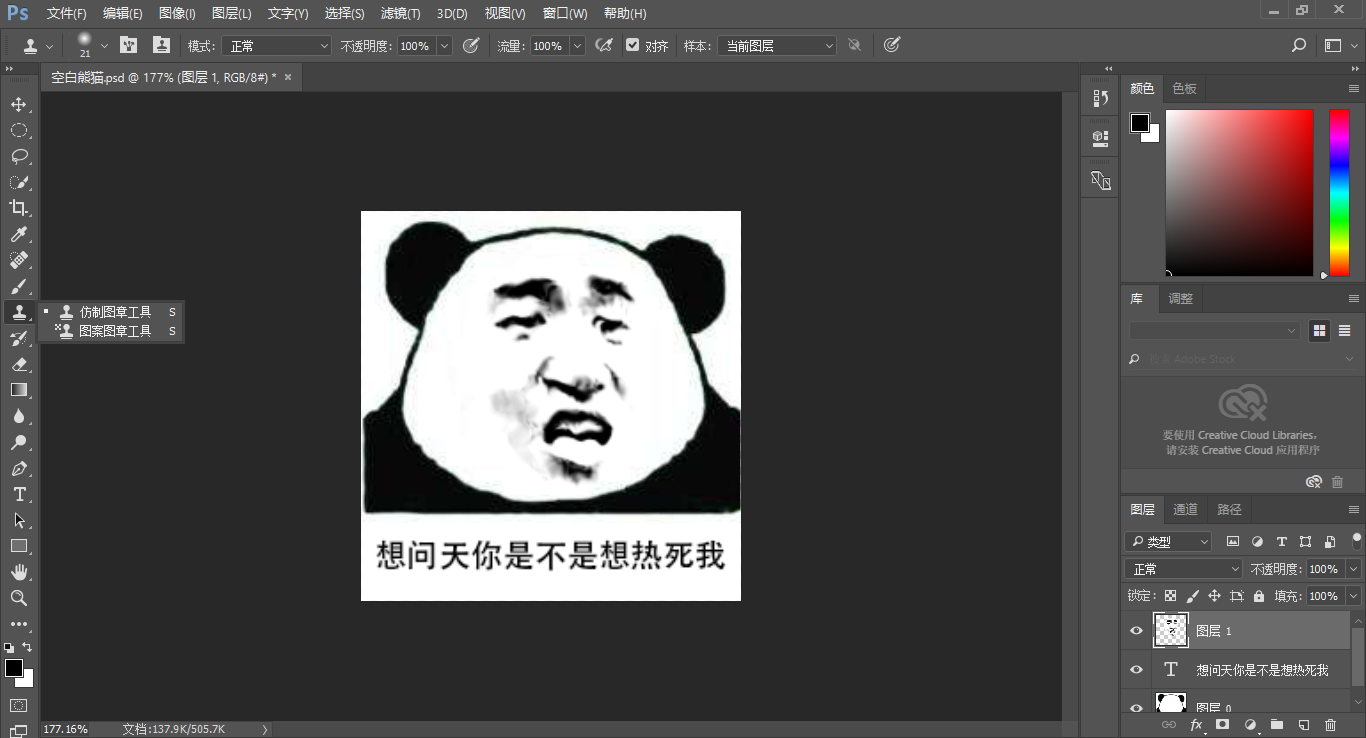 Ps 文件(F) 编辑(E) 图像(I) 图层(L) 文字(Y) 选择(S) 滤镜(T) 3D(D) 视图(V) 窗口(W) 帮助(H)
21 模式: 正常 不透明度: 100% 流量: 100% 对齐 样本: 当前图层
空白熊猫.psd @ 177% (图层 1, RGB/8#) * ×
仿制图章工具 S
图案图章工具 S
想问天你是不是想热死我
177.16% 文档:137.9K/505.7K
颜色 色板
库 调整
搜索 Adobe Stock
要使用 Creative Cloud Libraries,
请安装 Creative Cloud 应用程序
图层 通道 路径
类型
正常 不透明度: 100%
锁定: 填充: 100%
图层 1
T 想问天你是不是想热死我
图层 0
fx